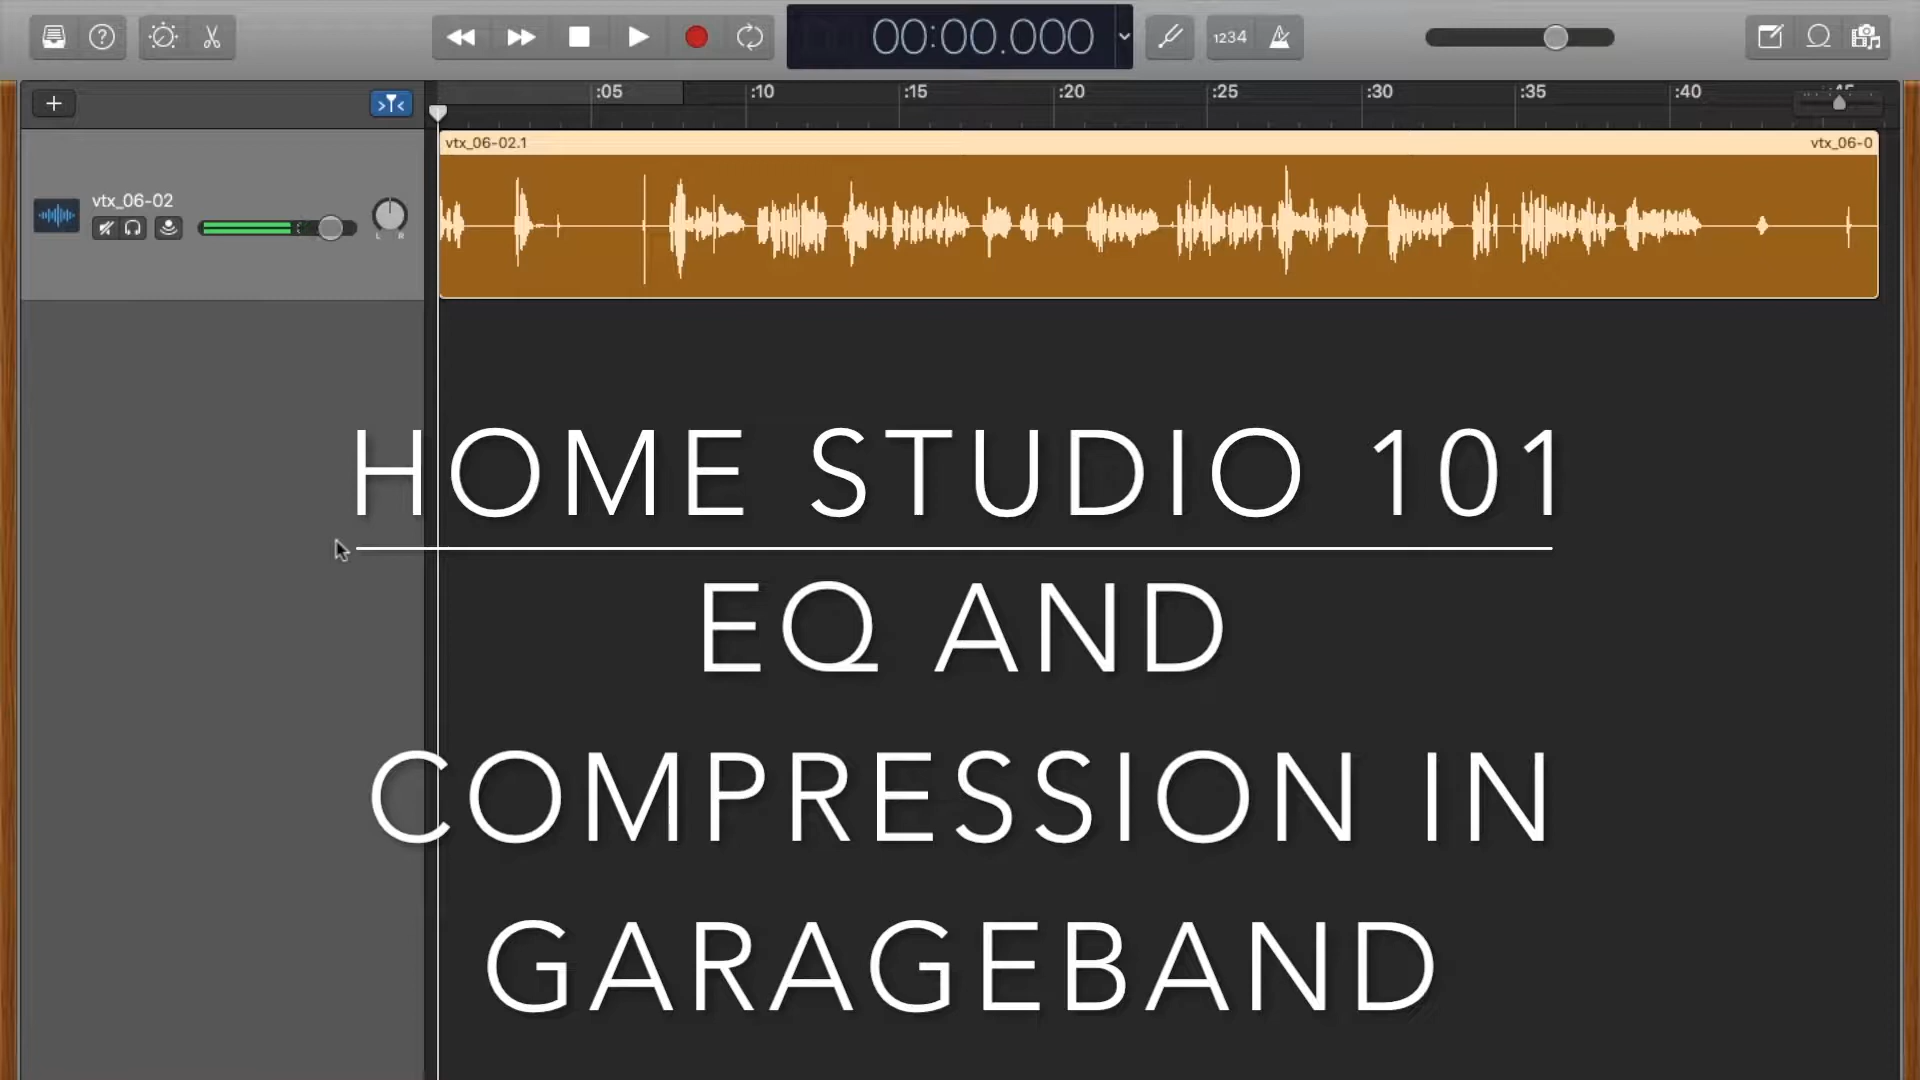 00:00.000
1234
:05 :10 :15 :20 :25 :30 :35 :40
vtx_06-02.1 vtx_06-0
vtx_06-02
L R
HOME STUDIO 101
EQ AND
COMPRESSION IN
GARAGEBAND